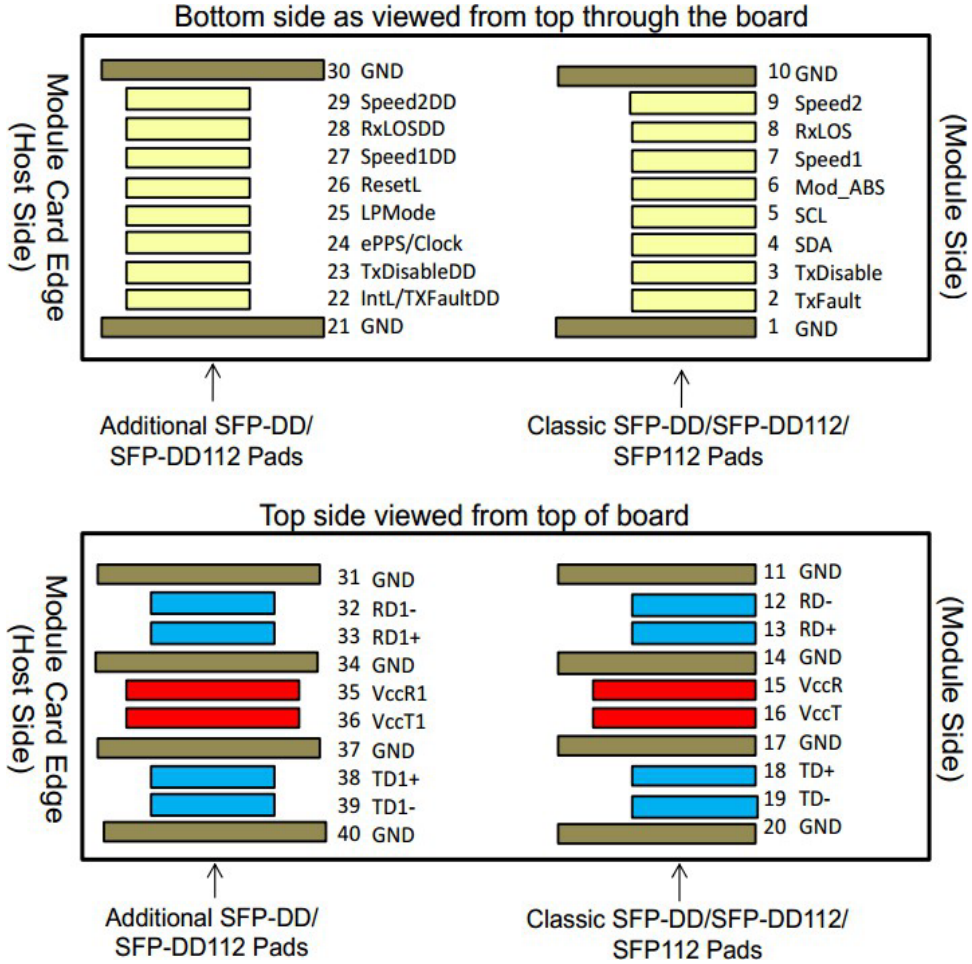 Bottom side as viewed from top through the board
Module Card Edge
(Host Side)
30 GND
29 Speed2DD
28 RxLOSDD
27 Speed1DD
26 ResetL
25 LPMode
24 ePPS/Clock
23 TxDisableDD
22 IntL/TXFaultDD
21 GND
10 GND
9 Speed2
8 RxLOS
7 Speed1
6 Mod_ABS
5 SCL
4 SDA
3 TxDisable
2 TxFault
1 GND
(Module Side)
Additional SFP-DD/
SFP-DD112 Pads
Classic SFP-DD/SFP-DD112/
SFP112 Pads
Top side viewed from top of board
Module Card Edge
(Host Side)
31 GND
32 RD1-
33 RD1+
34 GND
35 VccR1
36 VccT1
37 GND
38 TD1+
39 TD1-
40 GND
11 GND
12 RD-
13 RD+
14 GND
15 VccR
16 VccT
17 GND
18 TD+
19 TD-
20 GND
(Module Side)
Additional SFP-DD/
SFP-DD112 Pads
Classic SFP-DD/SFP-DD112/
SFP112 Pads